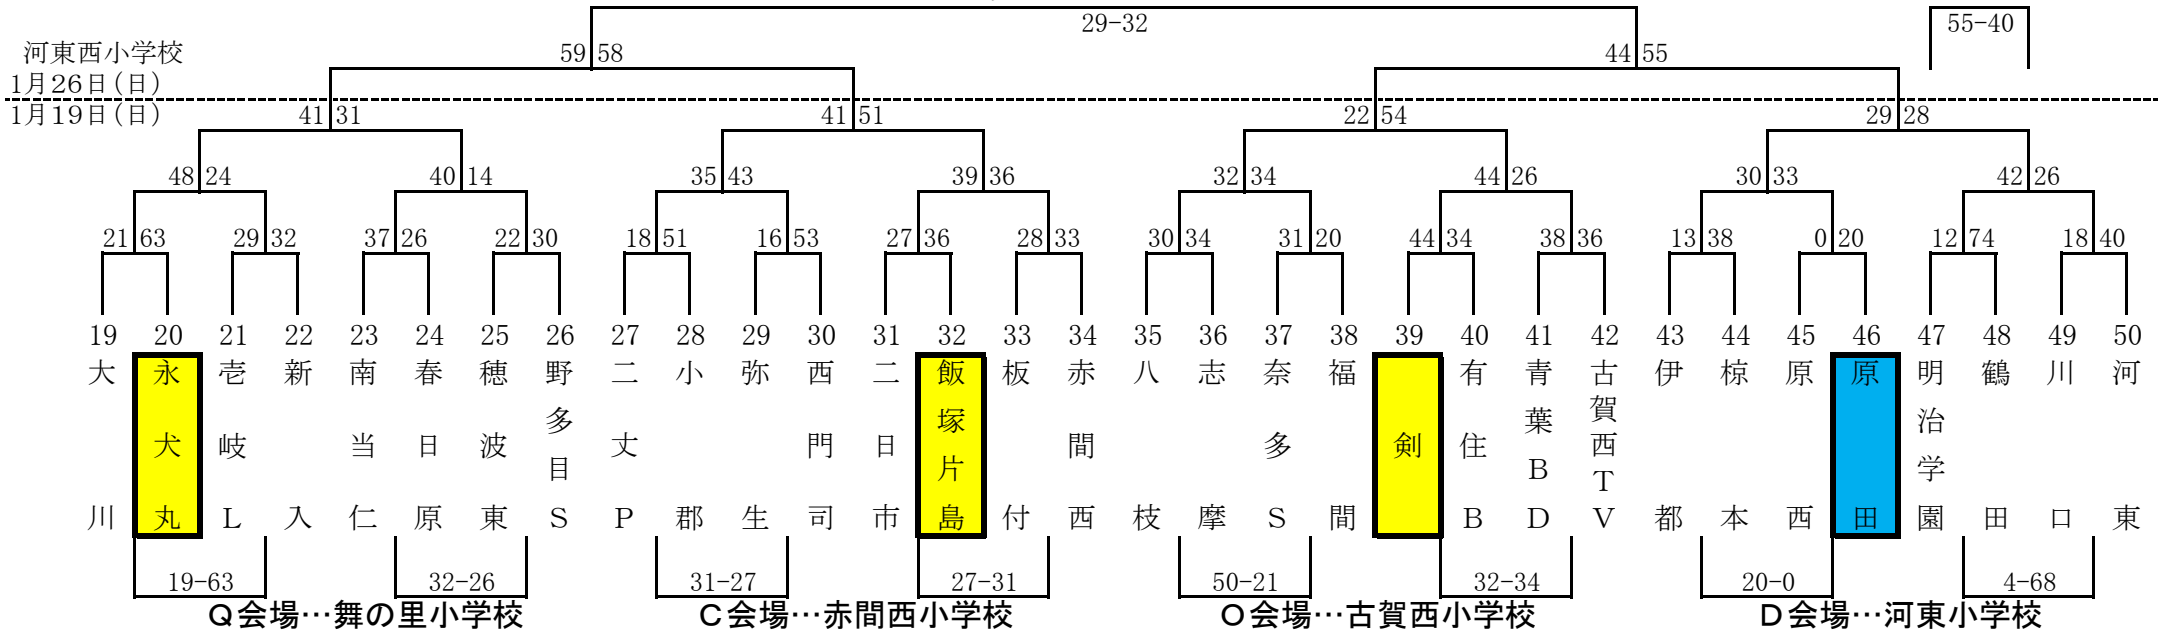 29-32
55-40
河東西小学校
59 58
44 55
1月26日(日)
1月19日(日)
41 31
41 51
22 54
29 28
48 24
40 14
35 43
39 36
32 34
44 26
30 33
42 26
21 63
29 32
37 26
22 30
18 51
16 53
27 36
28 33
30 34
31 20
44 34
38 36
13 38
0 20
12 74
18 40
19 20 21 22 23 24 25 26 27 28 29 30 31 32 33 34 35 36 37 38 39 40 41 42 43 44 45 46 47 48 49 50
大川
永犬丸
壱岐L
新入
南当仁
春日原
穂波東
野多目S
二丈P
小郡
弥生
西門司
二日市
飯塚片島
板付
赤間西
八枝
志摩
奈多S
福間
剣
有住B
青葉BD
古賀西TV
伊都
椋本
原西
原田
明治学園
鶴田
川口
河東
19-63
32-26
31-27
27-31
50-21
32-34
20-0
4-68
Q会場…舞の里小学校
C会場…赤間西小学校
O会場…古賀西小学校
D会場…河東小学校